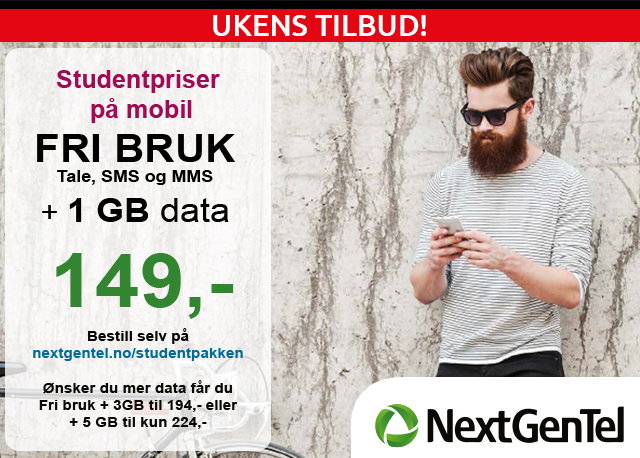 UKENS TILBUD!
Studentpriser
på mobil
FRI BRUK
Tale, SMS og MMS
+ 1 GB data
149,-
Bestill selv på
nextgentel.no/studentpakken
Ønsker du mer data får du
Fri bruk + 3GB til 194,- eller
+ 5 GB til kun 224,-
NextGenTel